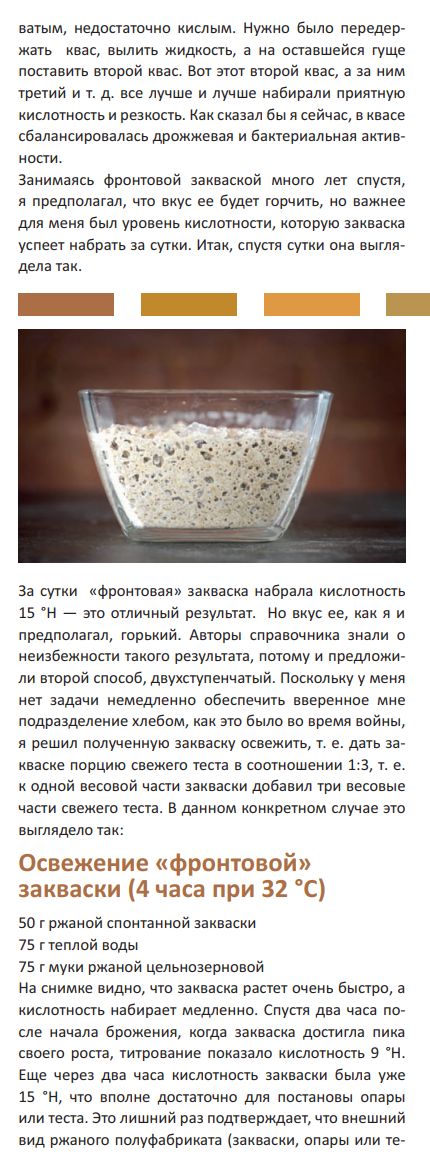 ватым, недостаточно кислым. Нужно было передер-
жать квас, вылить жидкость, а на оставшейся гуще
поставить второй квас. Вот этот второй квас, а за ним
третий и т. д. все лучше и лучше набирали приятную
кислотность и резкость. Как сказал бы я сейчас, в квасе
сбалансировалась дрожжевая и бактериальная актив-
ности.
Занимаясь фронтовой закваской много лет спустя,
я предполагал, что вкус ее будет горчить, но важнее
для меня был уровень кислотности, которую закваска
успеет набрать за сутки. Итак, спустя сутки она выгля-
дела так.
За сутки «фронтовая» закваска набрала кислотность
15 °Н — это отличный результат. Но вкус ее, как я и
предполагал, горький. Авторы справочника знали о
неизбежности такого результата, потому и предложи-
ли второй способ, двухступенчатый. Поскольку у меня
нет задачи немедленно обеспечить вверенное мне
подразделение хлебом, как это было во время войны,
я решил полученную закваску освежить, т. е. дать за-
кваске порцию свежего теста в соотношении 1:3, т. е.
к одной весовой части закваски добавил три весовые
части свежего теста. В данном конкретном случае это
выглядело так:
Освежение «фронтовой»
закваски (4 часа при 32 °С)
50 г ржаной спонтанной закваски
75 г теплой воды
75 г муки ржаной цельнозерновой
На снимке видно, что закваска растет очень быстро, а
кислотность набирает медленно. Спустя два часа по-
сле начала брожения, когда закваска достигла пика
своего роста, титрование показало кислотность 9 °Н.
Еще через два часа кислотность закваски была уже
15 °Н, что вполне достаточно для постановы опары
или теста. Это лишний раз подтверждает, что внешний
вид ржаного полуфабриката (закваски, опары или те-